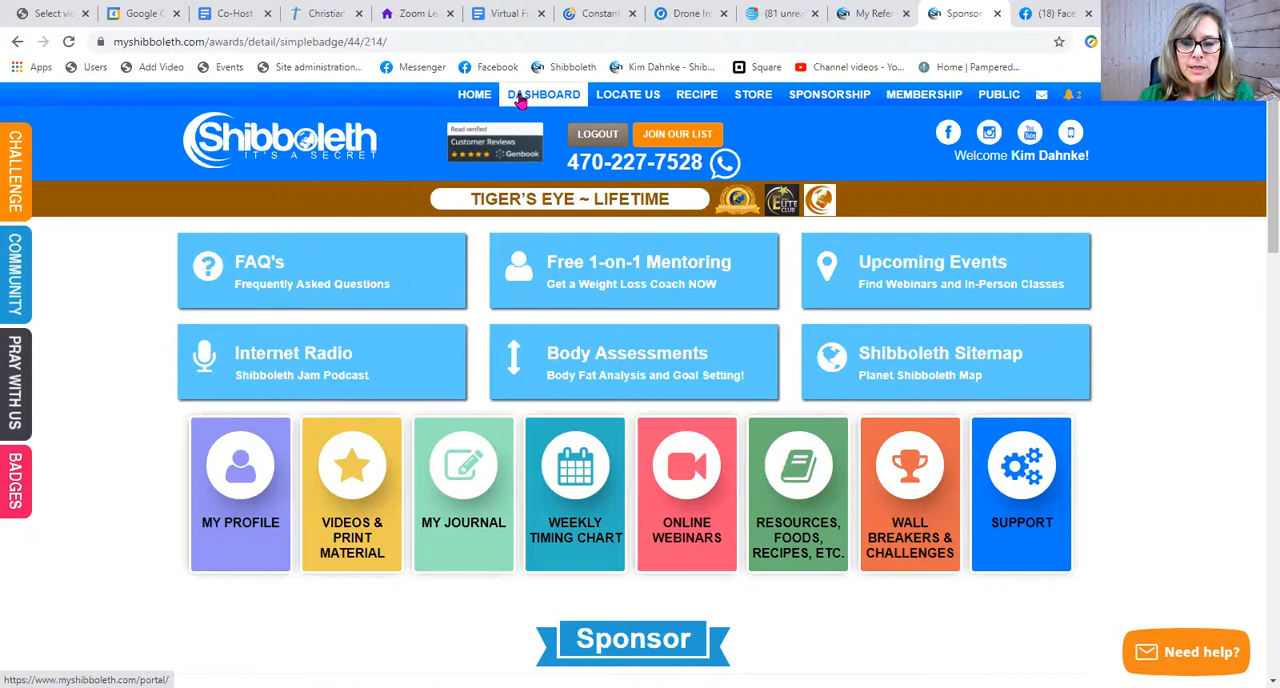 Select vi
Google C
Co-Host
Christian
Zoom Le
Virtual Fi
Constant
Drone In
(81 unre
My Refer
Sponsor
(18) Face
myshibboleth.com/awards/detail/simplebadge/44/214/
Apps
Users
Add Video
Events
Site administration...
Messenger
Facebook
Shibboleth
Kim Dahnke - Shib...
Square
Channel videos - Yo...
Home | Pampered...
HOME
DASHBOARD
LOCATE US
RECIPE
STORE
SPONSORSHIP
MEMBERSHIP
PUBLIC
2
Shibboleth
IT'S A SECRET
Read verified
Customer Reviews
Genbook
LOGOUT
JOIN OUR LIST
470-227-7528
Welcome Kim Dahnke!
TIGER'S EYE ~ LIFETIME
ELITE
CLUB
CHALLENGE
COMMUNITY
PRAY WITH US
BADGES
FAQ's
Frequently Asked Questions
Free 1-on-1 Mentoring
Get a Weight Loss Coach NOW
Upcoming Events
Find Webinars and In-Person Classes
Internet Radio
Shibboleth Jam Podcast
Body Assessments
Body Fat Analysis and Goal Setting!
Shibboleth Sitemap
Planet Shibboleth Map
MY PROFILE
VIDEOS &
PRINT
MATERIAL
MY JOURNAL
WEEKLY
TIMING CHART
ONLINE
WEBINARS
RESOURCES,
FOODS,
RECIPES, ETC.
WALL
BREAKERS &
CHALLENGES
SUPPORT
Sponsor
Need help?
https://www.myshibboleth.com/portal/